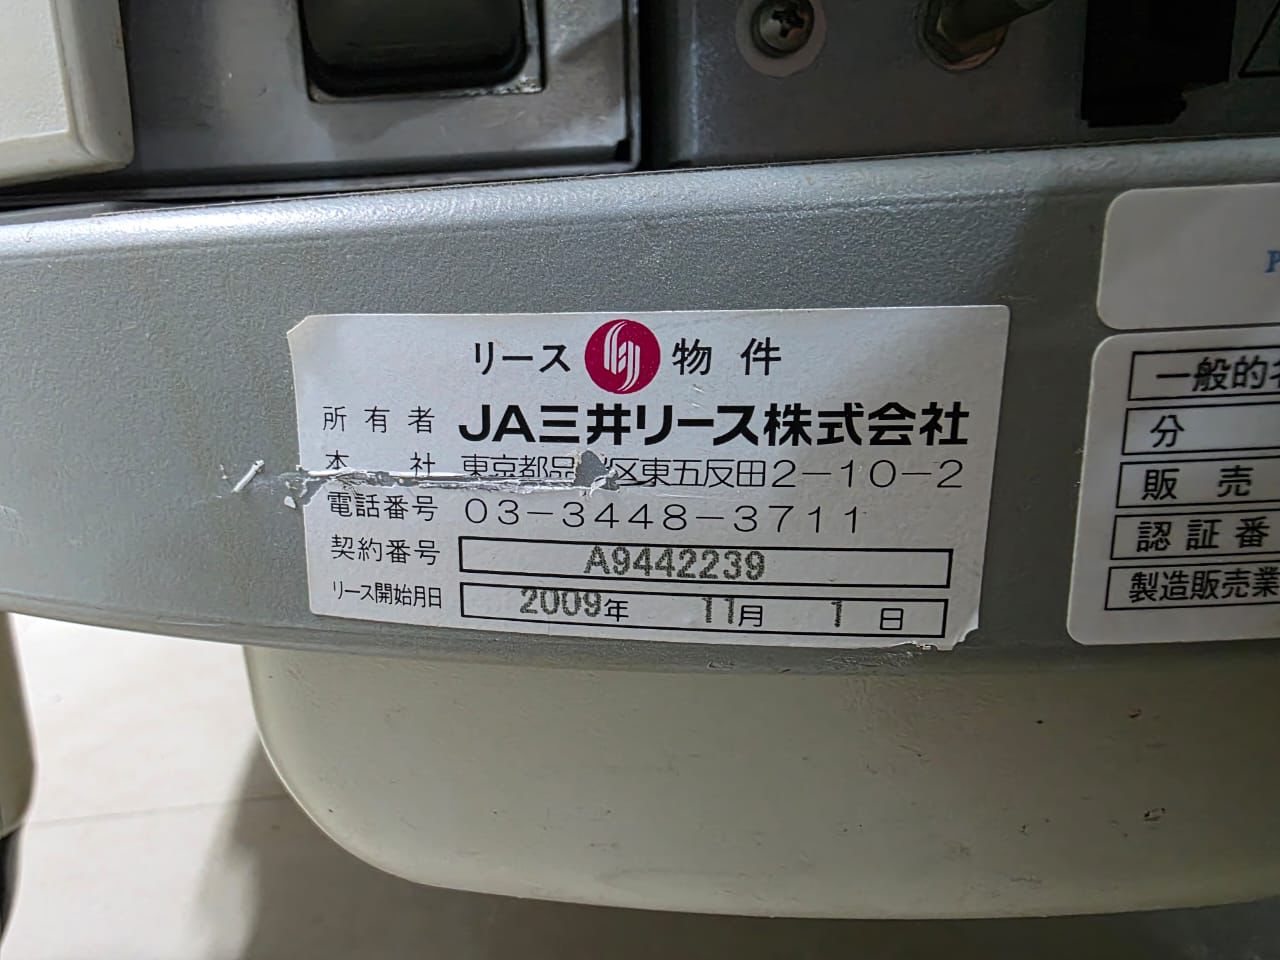 リース 物件
所有者 JA三井リース株式会社
本社 東京都品 区東五反田2-10-2
電話番号 03-3448-3711
契約番号 A9442239
リース開始月日 2009年 11月 1日
P
一般的
分
販売
認証番
製造販売業